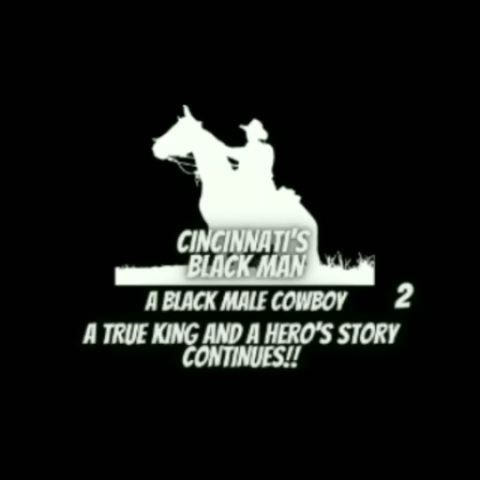 CINCINNATI'S
BLACK MAN
A BLACK MALE COWBOY 2
A TRUE KING AND A HERO'S STORY
CONTINUES!!